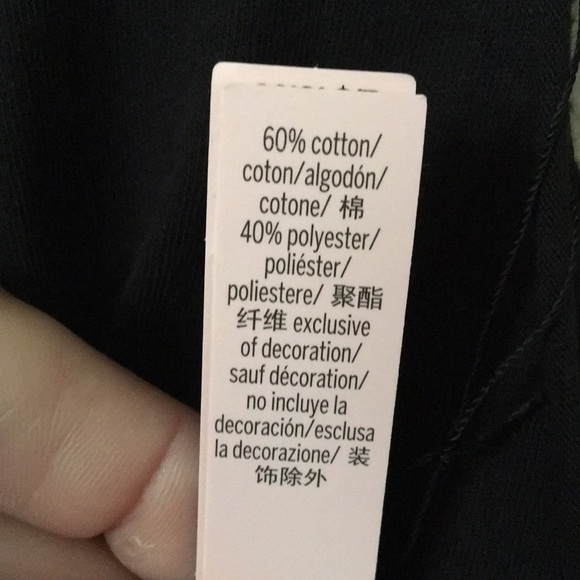 60% cotton/
coton/algodón/
cotone/ 棉
40% polyester/
poliéster/
poliestere/ 聚酯
纤维 exclusive
of decoration/
sauf décoration/
no incluye la
decoración/esclusa
la decorazione/ 装
饰除外